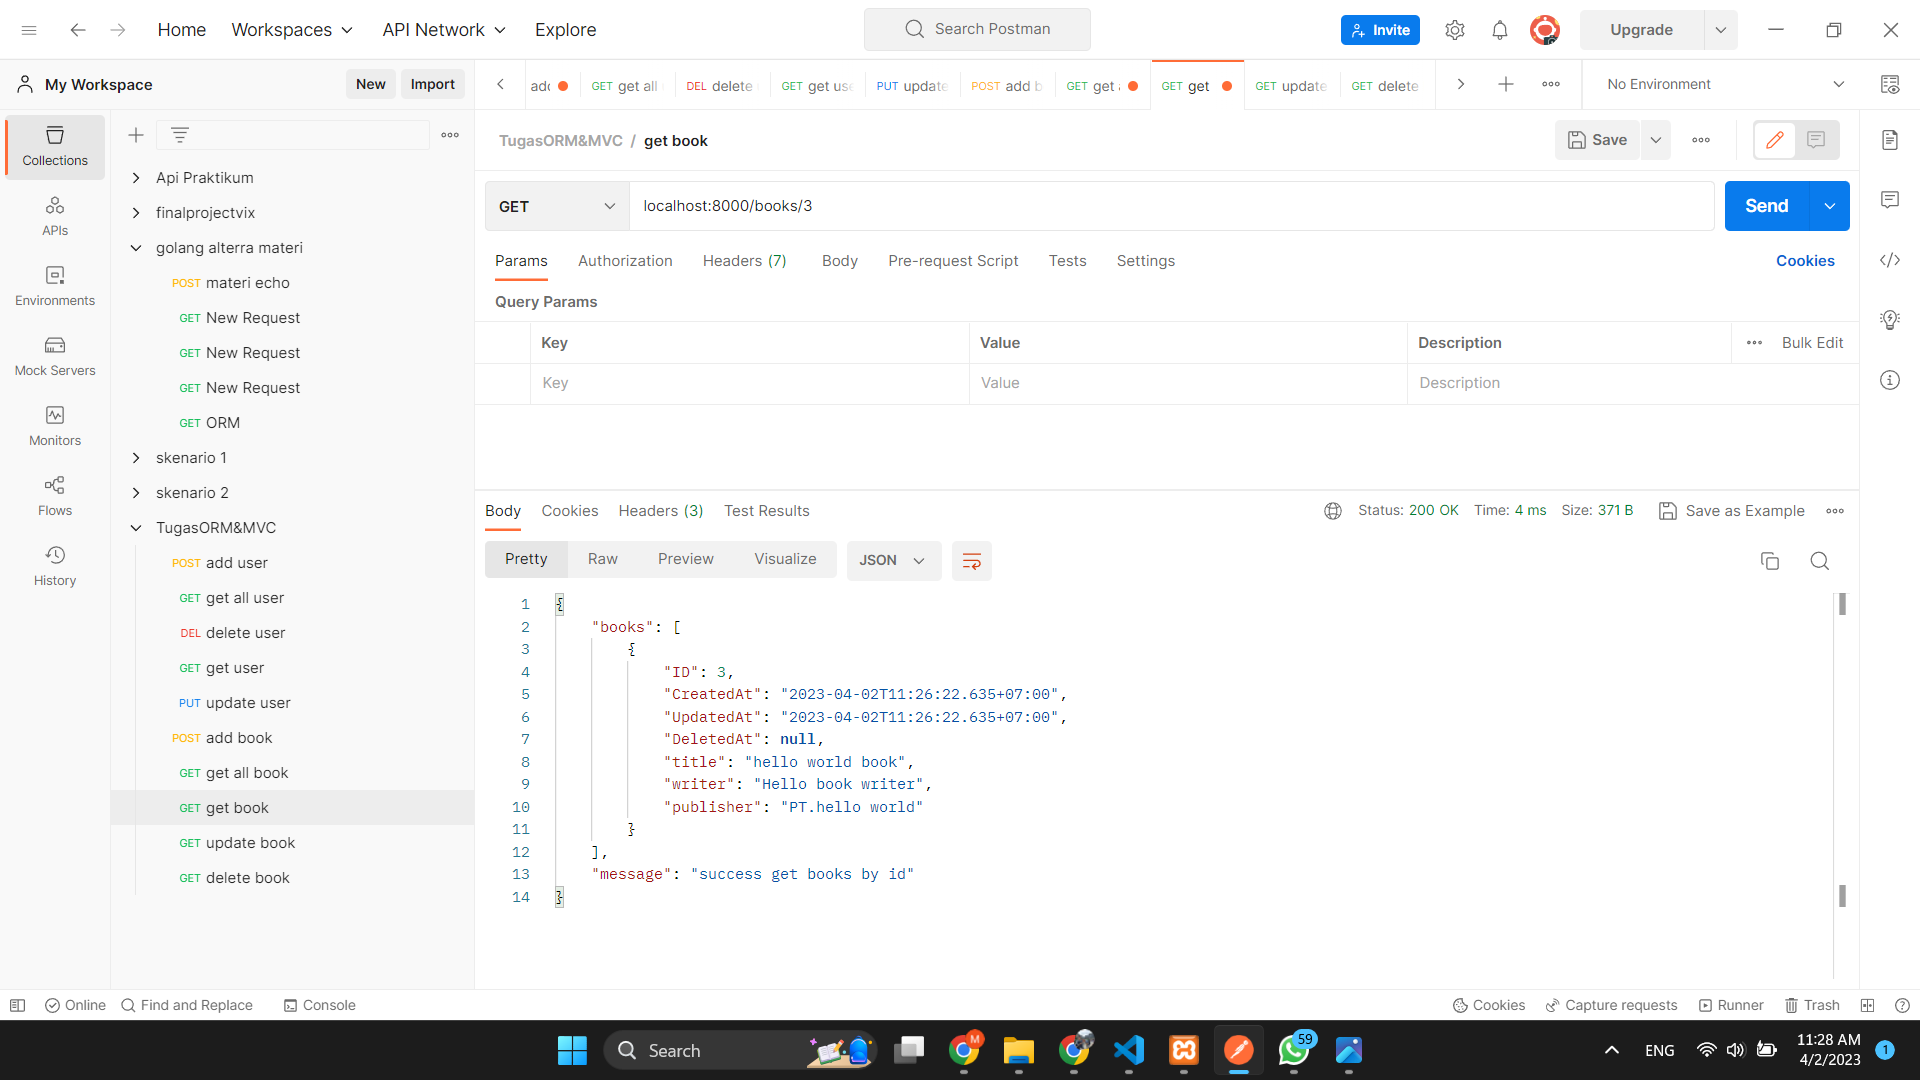 Home
Workspaces
API Network
Explore
Search Postman
Invite
Upgrade
My Workspace
New
Import
GET get all
DEL delete
GET get use
PUT update
POST add b
GET get
GET get
GET update
GET delete
No Environment
Collections
APIs
Environments
Mock Servers
Monitors
Flows
History
Api Praktikum
finalprojectvix
golang alterra materi
POST materi echo
GET New Request
GET New Request
GET New Request
GET ORM
skenario 1
skenario 2
TugasORM&MVC
POST add user
GET get all user
DEL delete user
GET get user
PUT update user
POST add book
GET get all book
GET get book
GET update book
GET delete book
TugasORM&MVC / get book
Save
GET
localhost:8000/books/3
Send
Params
Authorization
Headers (7)
Body
Pre-request Script
Tests
Settings
Cookies
Query Params
Key
Value
Description
Bulk Edit
Key
Value
Description
Body
Cookies
Headers (3)
Test Results
Status: 200 OK
Time: 4 ms
Size: 371 B
Save as Example
Pretty
Raw
Preview
Visualize
JSON
1 {
2 "books": [
3 {
4 "ID": 3,
5 "CreatedAt": "2023-04-02T11:26:22.635+07:00",
6 "UpdatedAt": "2023-04-02T11:26:22.635+07:00",
7 "DeletedAt": null,
8 "title": "hello world book",
9 "writer": "Hello book writer",
10 "publisher": "PT.hello world"
11 }
12 ],
13 "message": "success get books by id"
14 }
Online
Find and Replace
Console
Cookies
Capture requests
Runner
Trash
Search
M
59
ENG
11:28 AM
4/2/2023
1